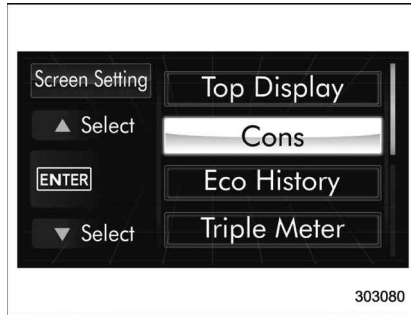 Screen Setting
▲ Select
ENTER
▼ Select
Top Display
Cons
Eco History
Triple Meter
303080